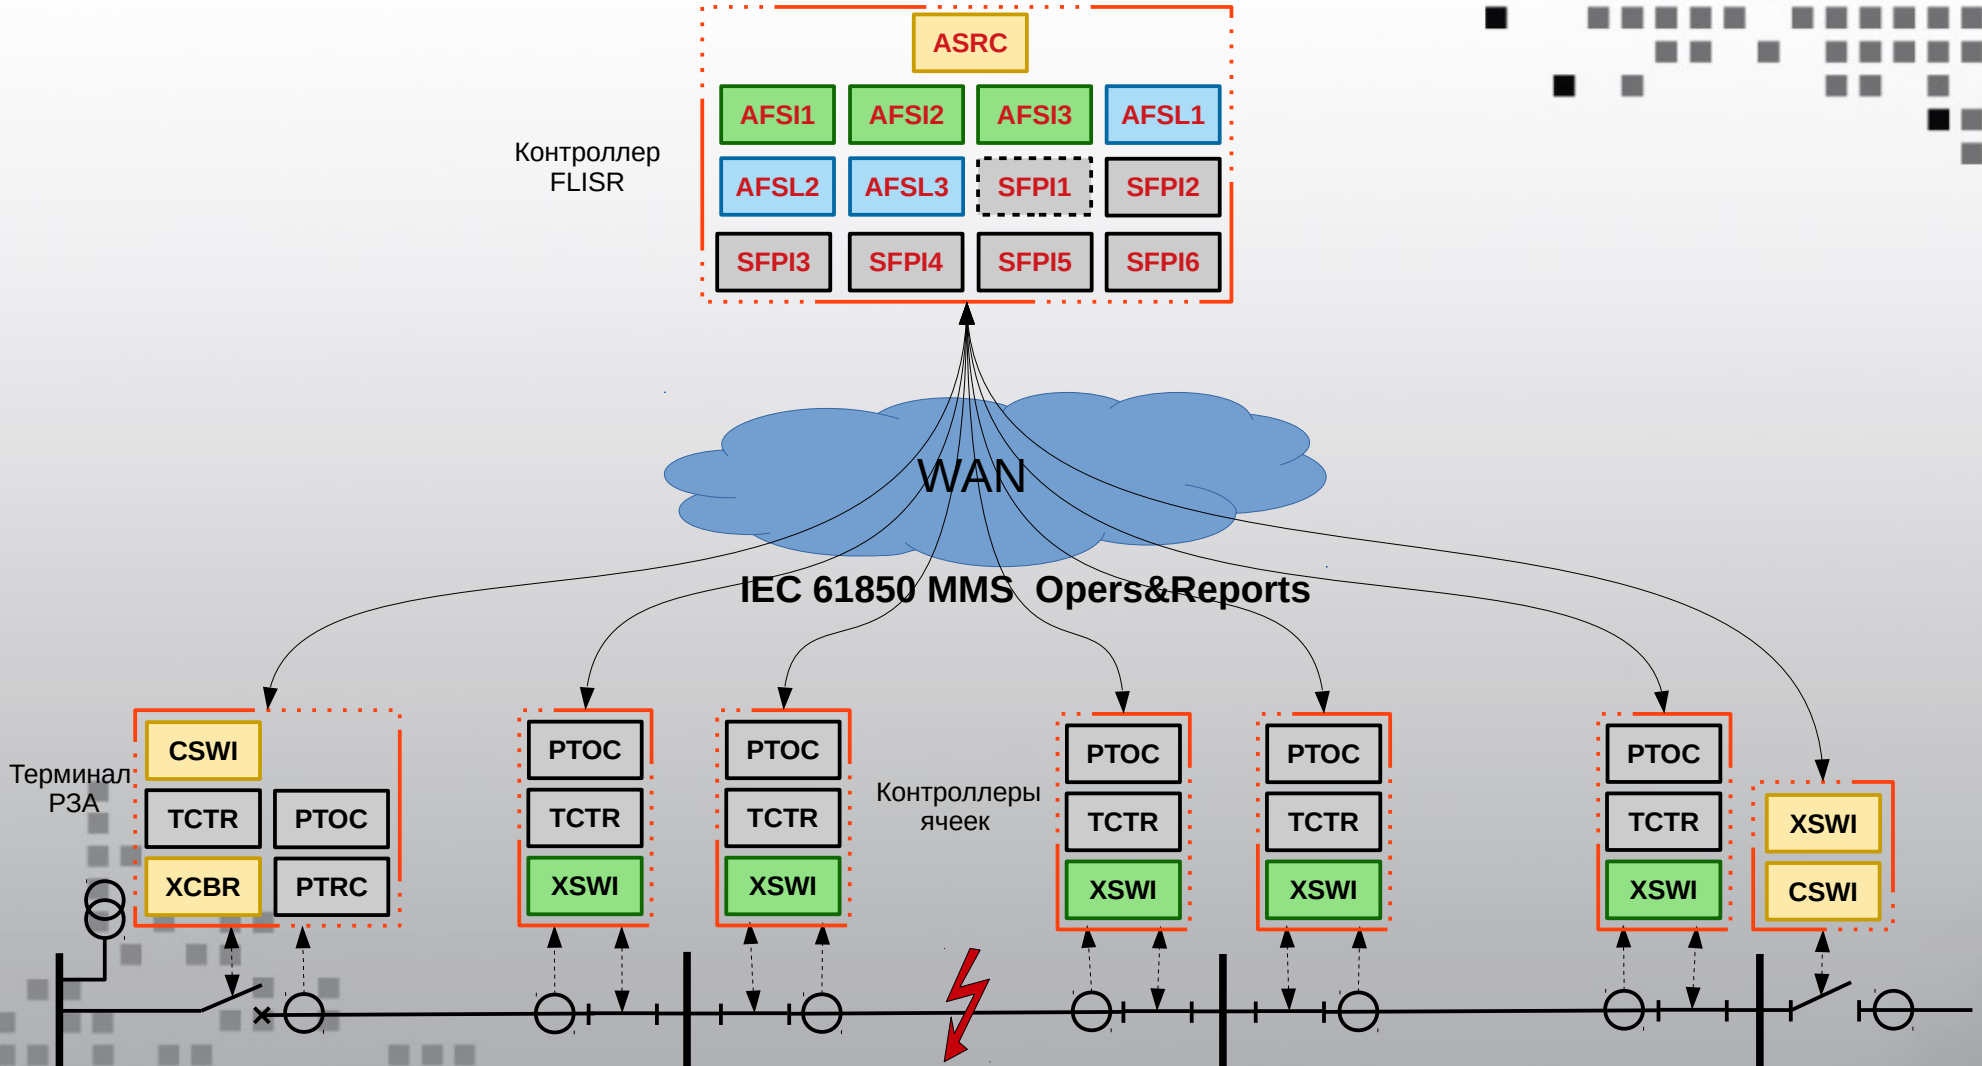 ASRC
AFSI1 AFSI2 AFSI3 AFSL1
Контроллер
FLISR
AFSL2 AFSL3 SFPI1 SFPI2
SFPI3 SFPI4 SFPI5 SFPI6
WAN
IEC 61850 MMS Opers&Reports
Терминал
РЗА
CSWI
TCTR PTOC
XCBR PTRC
PTOC
TCTR
XSWI
PTOC
TCTR
XSWI
Контроллеры
ячеек
PTOC
TCTR
XSWI
PTOC
TCTR
XSWI
PTOC
TCTR
XSWI
XSWI
CSWI